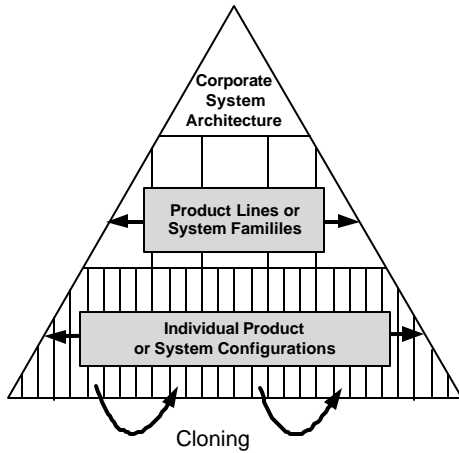 Corporate
System
Architecture
Product Lines or
System Famililes
Individual Product
or System Configurations
Cloning